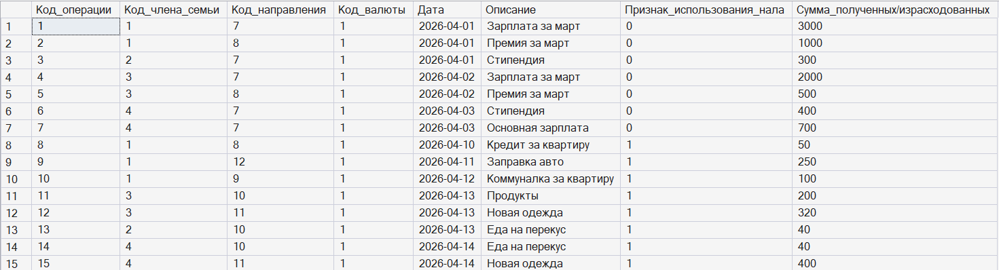 Код_операции Код_члена_семьи Код_направления Код_валюты Дата Описание Признак_использования_нала Сумма_полученных/израсходованных
1 1 1 7 1 2026-04-01 Зарплата за март 0 3000
2 2 1 8 1 2026-04-01 Премия за март 0 1000
3 3 2 7 1 2026-04-01 Стипендия 0 300
4 4 3 7 1 2026-04-02 Зарплата за март 0 2000
5 5 3 8 1 2026-04-02 Премия за март 0 500
6 6 4 7 1 2026-04-03 Стипендия 0 400
7 7 4 7 1 2026-04-03 Основная зарплата 0 700
8 8 1 8 1 2026-04-10 Кредит за квартиру 1 50
9 9 1 12 1 2026-04-11 Заправка авто 1 250
10 10 1 9 1 2026-04-12 Коммуналка за квартиру 1 100
11 11 3 10 1 2026-04-13 Продукты 1 200
12 12 3 11 1 2026-04-13 Новая одежда 1 320
13 13 2 10 1 2026-04-13 Еда на перекус 1 40
14 14 4 10 1 2026-04-14 Еда на перекус 1 40
15 15 4 11 1 2026-04-14 Новая одежда 1 400